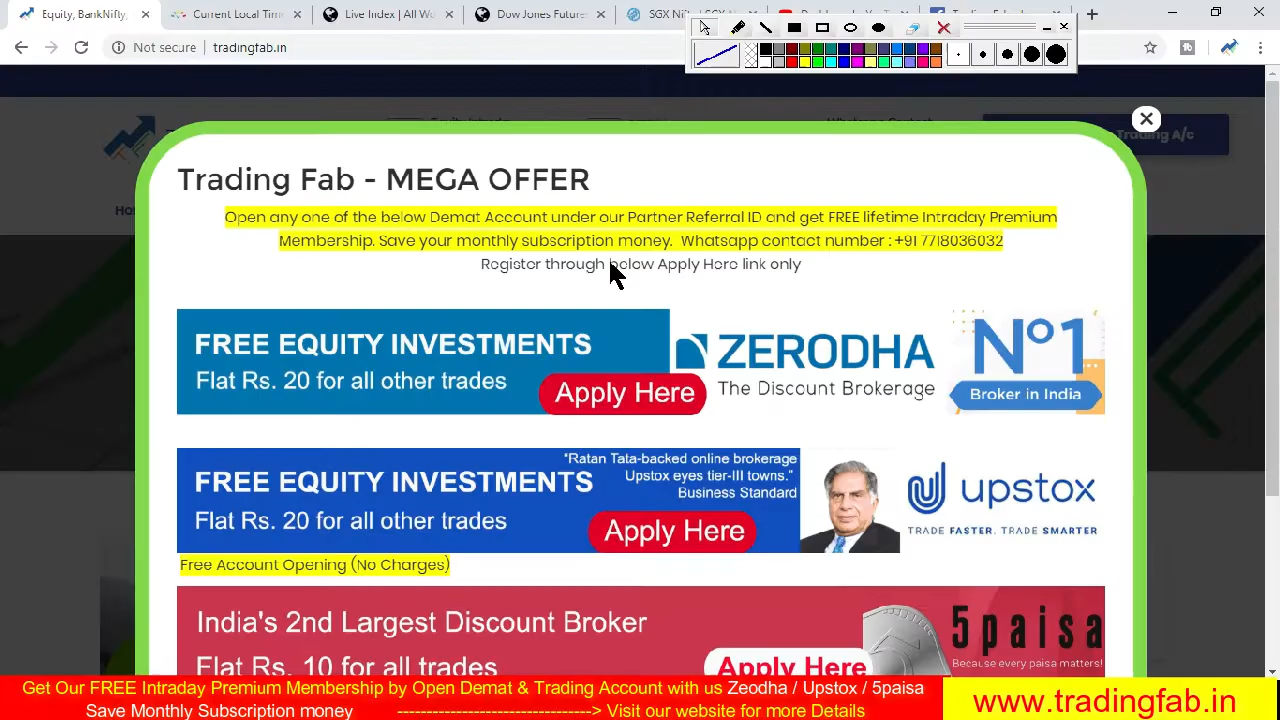 Equity, BankNifty,
Current Local Time
Live Index | All Wo
Dow Jones Future
SGX Ni
Not secure
tradingfab.in
Whatsapp Contact
Trading A/c
Trading Fab - MEGA OFFER
Open any one of the below Demat Account under our Partner Referral ID and get FREE lifetime Intraday Premium
Membership. Save your monthly subscription money. Whatsapp contact number : +91 7718036032
Register through below Apply Here link only
FREE EQUITY INVESTMENTS
Flat Rs. 20 for all other trades
Apply Here
ZERODHA
The Discount Brokerage
Nº1
Broker in India
FREE EQUITY INVESTMENTS
Flat Rs. 20 for all other trades
"Ratan Tata-backed online brokerage
Upstox eyes tier-III towns."
Business Standard
Apply Here
upstox
TRADE FASTER. TRADE SMARTER
Free Account Opening (No Charges)
India's 2nd Largest Discount Broker
Flat Rs. 10 for all trades
Apply Here
5paisa
Because every paisa matters!
Get Our FREE Intraday Premium Membership by Open Demat & Trading Account with us Zeodha / Upstox / 5paisa
Save Monthly Subscription money --------------------------------> Visit our website for more Details
www.tradingfab.in